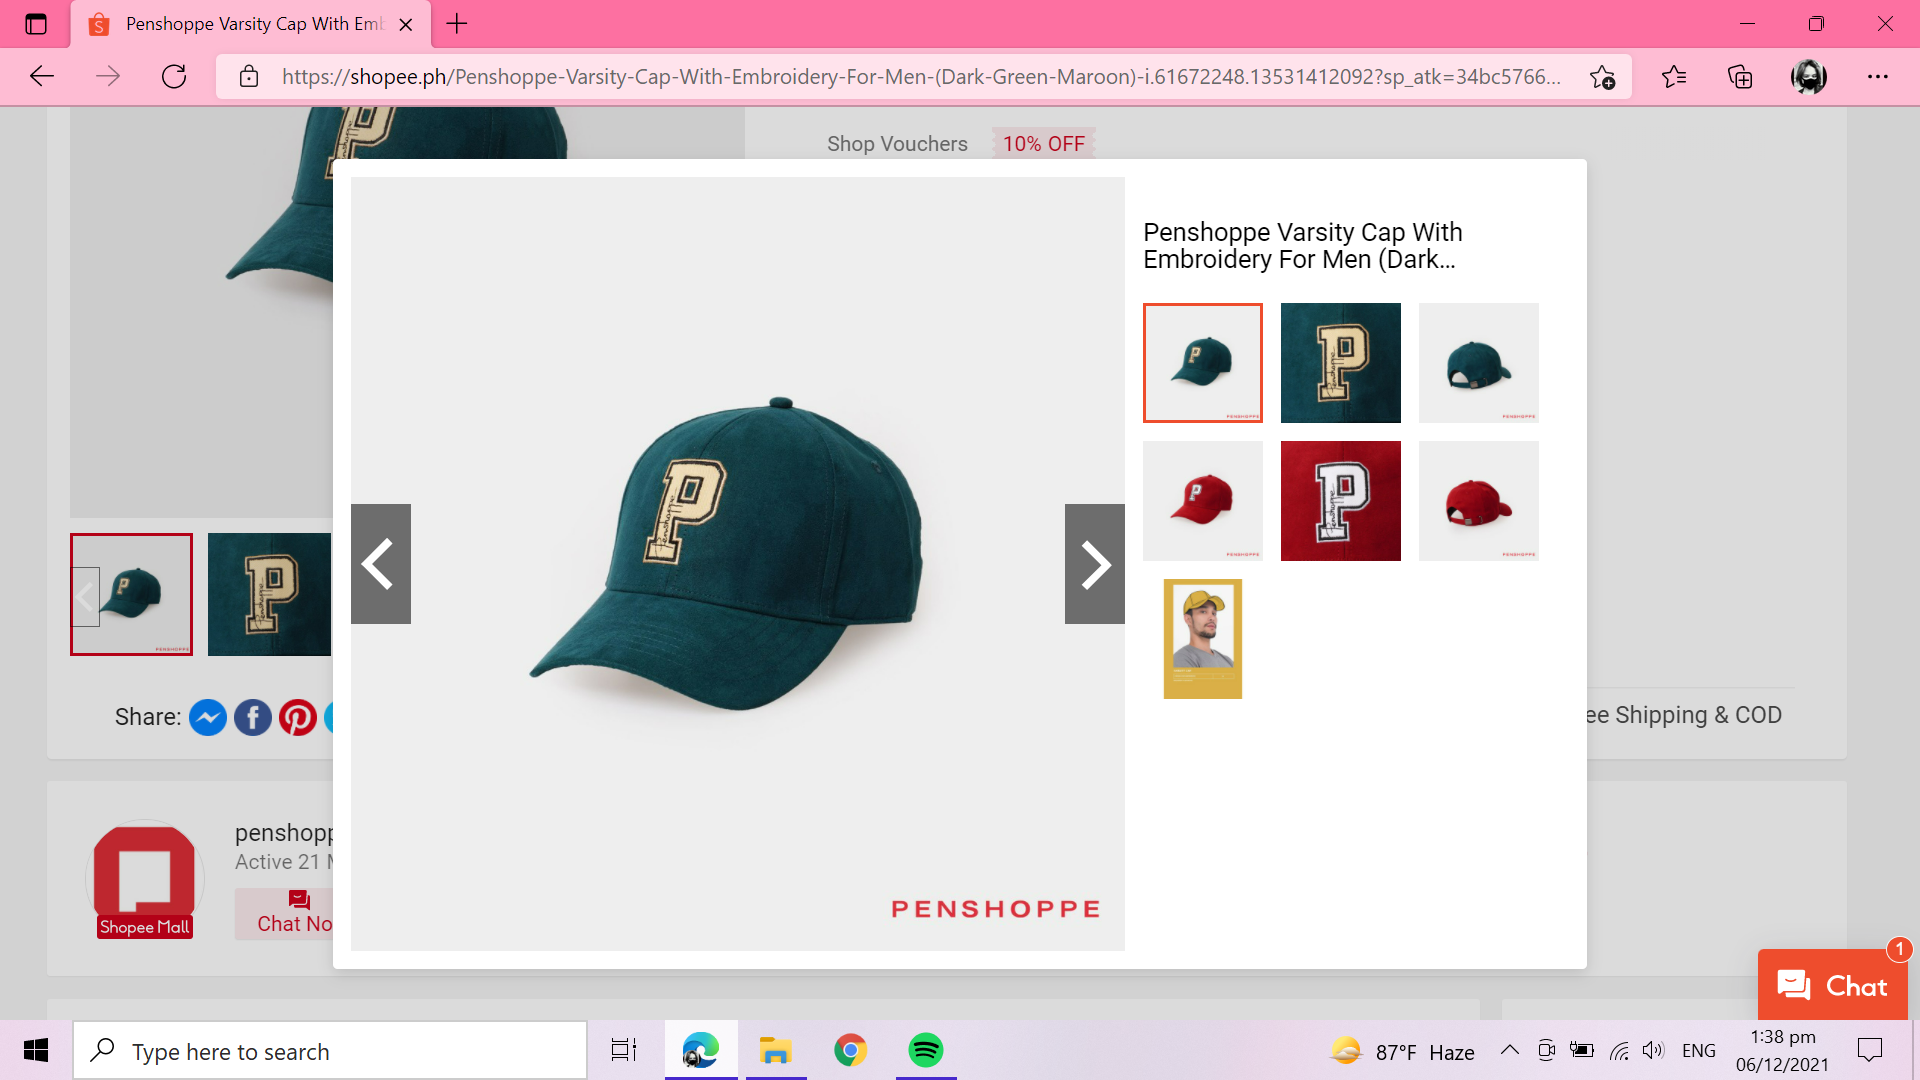 Penshoppe Varsity Cap With Emb
https://shopee.ph/Penshoppe-Varsity-Cap-With-Embroidery-For-Men-(Dark-Green-Maroon)-i.61672248.13531412092?sp_atk=34bc5766...
Shop Vouchers 10% OFF
Penshoppe Varsity Cap With
Embroidery For Men (Dark...
P
Penshoppe
PENSHOPPE
Share:
ee Shipping & COD
penshopp
Active 21 M
Chat No
Shopee Mall
1
Chat
Type here to search
87°F Haze
ENG
1:38 pm
06/12/2021